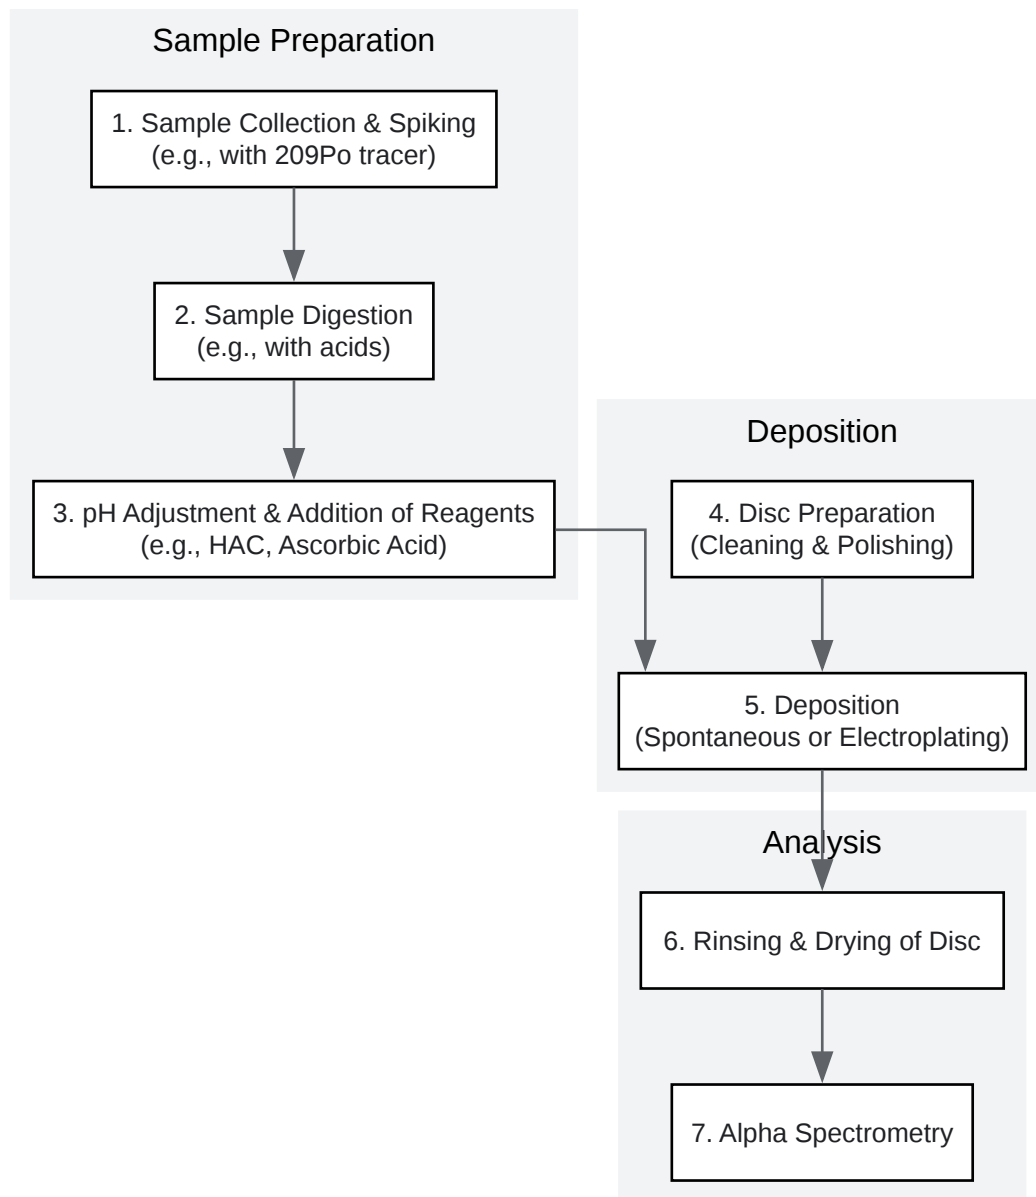 Sample Preparation
1. Sample Collection & Spiking
(e.g., with 209Po tracer)
2. Sample Digestion
(e.g., with acids)
3. pH Adjustment & Addition of Reagents
(e.g., HAC, Ascorbic Acid)
Deposition
4. Disc Preparation
(Cleaning & Polishing)
5. Deposition
(Spontaneous or Electroplating)
Analysis
6. Rinsing & Drying of Disc
7. Alpha Spectrometry